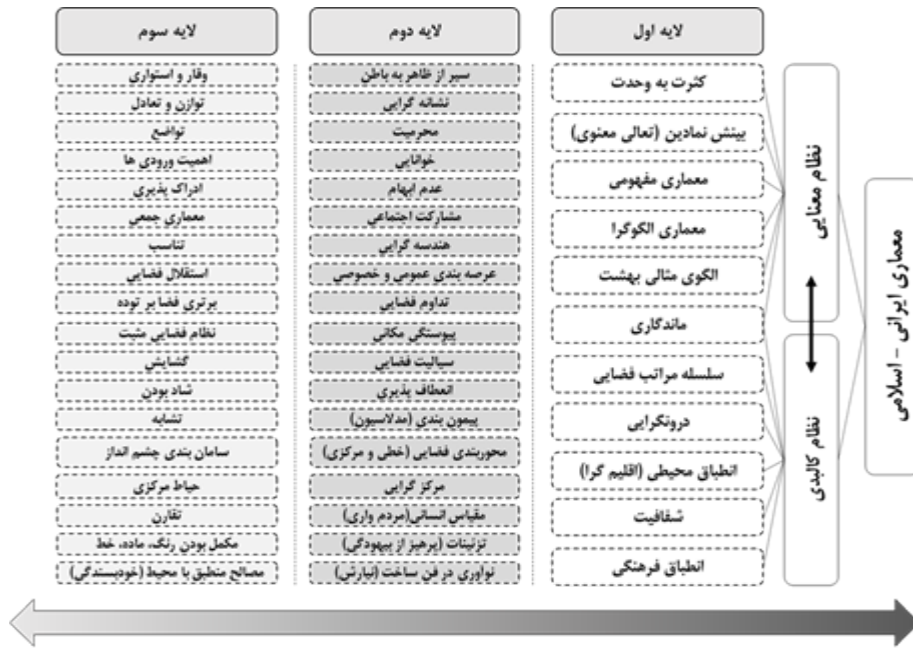 معماری ایرانی - اسلامی
نظام معنایی
نظام کالبدی
لایه اول
کثرت به وحدت
بینش نمادین (تعالی معنوی)
معماری مفهومی
معماری الگوگرا
الگوی مثالی بهشت
ماندگاری
سلسله مراتب فضایی
درونگرایی
انطباق محیطی (اقلیم گرا)
شفافیت
انطباق فرهنگی
لایه دوم
سیر از ظاهر به باطن
نشانه گرایی
محرمیت
خوانایی
عدم ابهام
مشارکت اجتماعی
هندسه گرایی
عرصه بندی عمومی و خصوصی
تداوم فضایی
پیوستگی مکانی
سیالیت فضایی
انعطاف پذیری
پیمون بندی (مدلاسیون)
محوربندی فضایی (خطی و مرکزی)
مرکز گرایی
مقیاس انسانی(مردم واری)
تزئینات (پرهیز از بیهودگی)
نوآوری در فن ساخت (نیارش)
لایه سوم
وقار و استواری
توازن و تعادل
تواضع
اهمیت ورودی ها
ادراک پذیری
معماری جمعی
تناسب
استقلال فضایی
برتری فضا بر توده
نظام فضایی مثبت
گشایش
شاد بودن
تشابه
سامان بندی چشم انداز
حیاط مرکزی
تقارن
مکمل بودن رنگ، ماده، خط
مصالح منطبق با محیط (خودبسندگی)